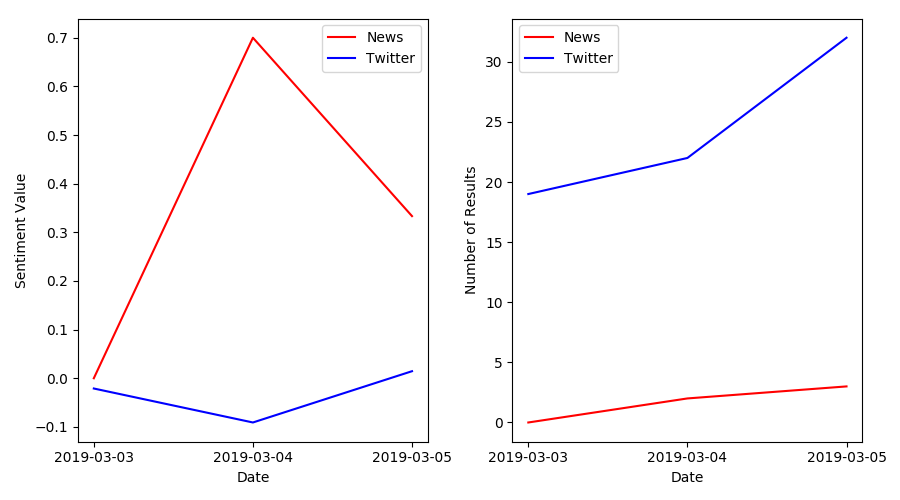 News
Twitter
0.7
0.6
0.5
0.4
0.3
0.2
0.1
0.0
−0.1
Sentiment Value
2019-03-03
2019-03-04
2019-03-05
Date
News
Twitter
30
25
20
15
10
5
0
Number of Results
2019-03-03
2019-03-04
2019-03-05
Date